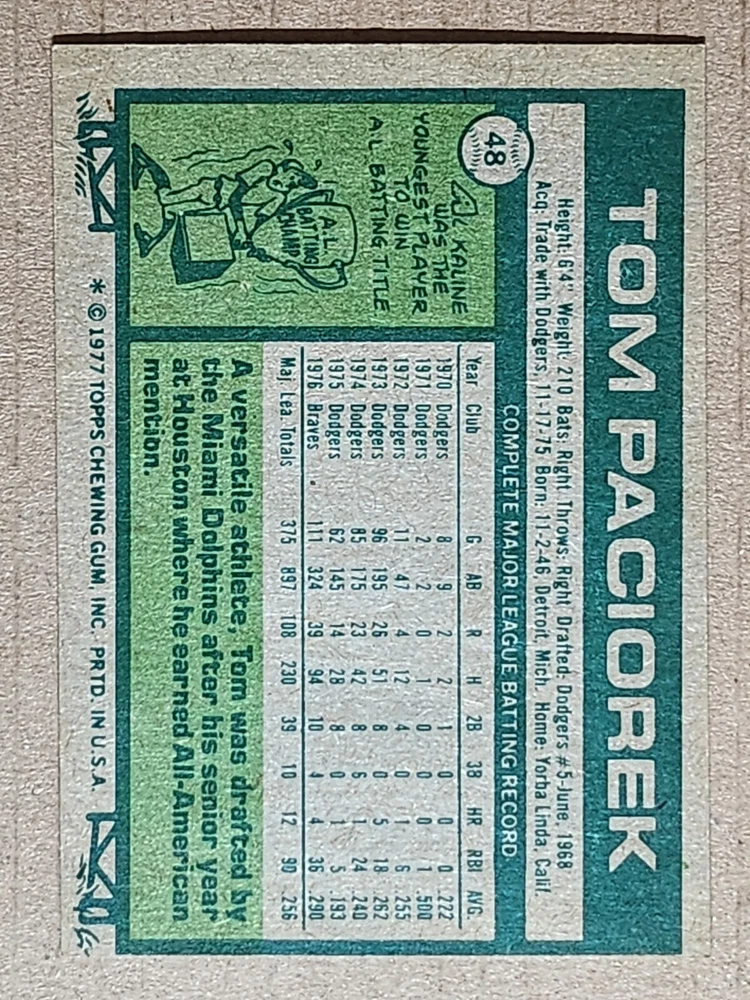 48
TOM PACIOREK
Height: 6'4" Weight: 210 Bats: Right Throws: Right Drafted: Dodgers #5-June, 1968
Acq: Trade with Dodgers, 11-17-75 Born: 11-2-46, Detroit, Mich. Home: Yorba Linda, Calif.
COMPLETE MAJOR LEAGUE BATTING RECORD
Year Club G AB R H 2B 3B HR RBI AVG.
1970 Dodgers 8 9 2 2 1 0 0 0 .222
1971 Dodgers 2 2 0 1 0 0 0 1 .500
1972 Dodgers 11 47 4 12 4 0 1 6 .255
1973 Dodgers 96 195 26 51 8 0 5 18 .262
1974 Dodgers 85 175 23 42 8 6 1 24 .240
1975 Dodgers 62 145 14 28 8 0 1 5 .193
1976 Braves 111 324 39 94 10 4 4 36 .290
Maj. Lea. Totals 375 897 108 230 39 10 12 90 .256
AL KALINE
WAS THE
YOUNGEST PLAYER
TO WIN
A.L. BATTING TITLE
A.L.
BATTING
CHAMP
A versatile athlete, Tom was drafted by
the Miami Dolphins after his senior year
at Houston where he earned All-American
mention.
* © 1977 TOPPS CHEWING GUM, INC. PRTD. IN U.S.A.